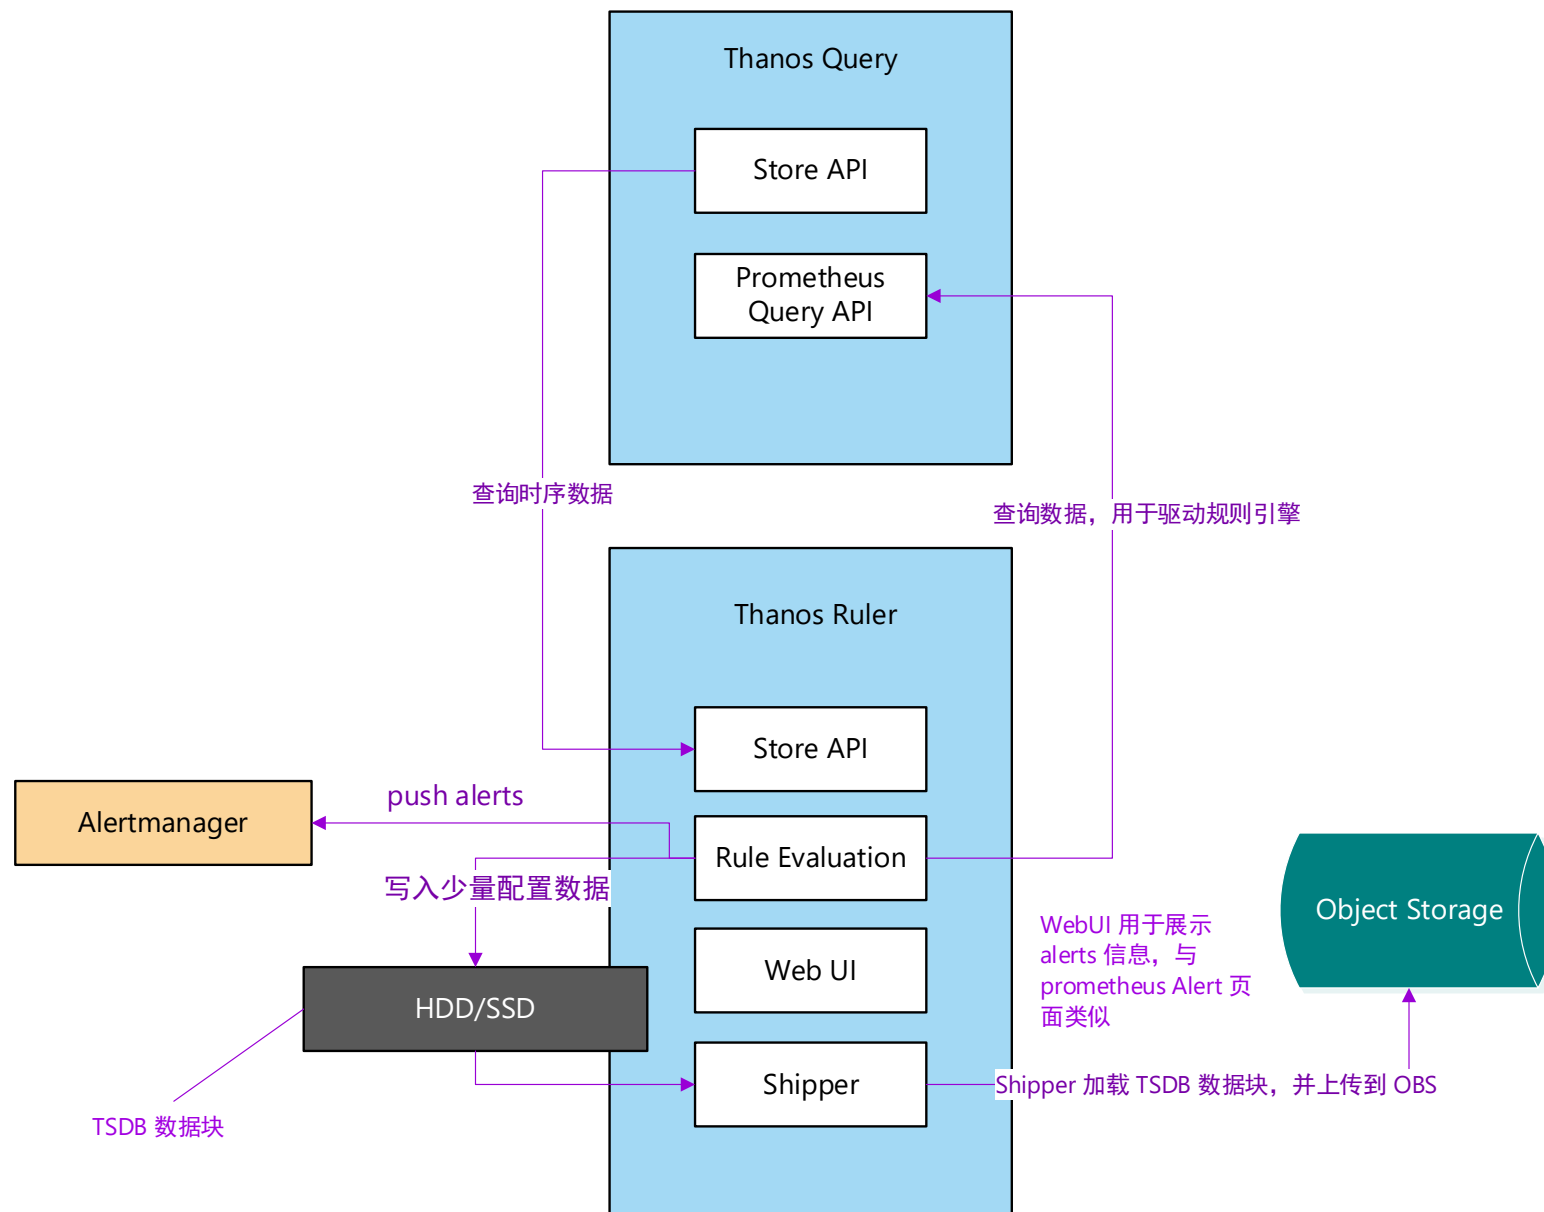 Thanos Query
Store API
Prometheus
Query API
查询时序数据
查询数据，用于驱动规则引擎
Thanos Ruler
Store API
push alerts
Alertmanager
Rule Evaluation
写入少量配置数据
Object Storage
WebUI 用于展示
alerts 信息，与
prometheus Alert 页
面类似
Web UI
HDD/SSD
Shipper
Shipper 加载 TSDB 数据块，并上传到 OBS
TSDB 数据块